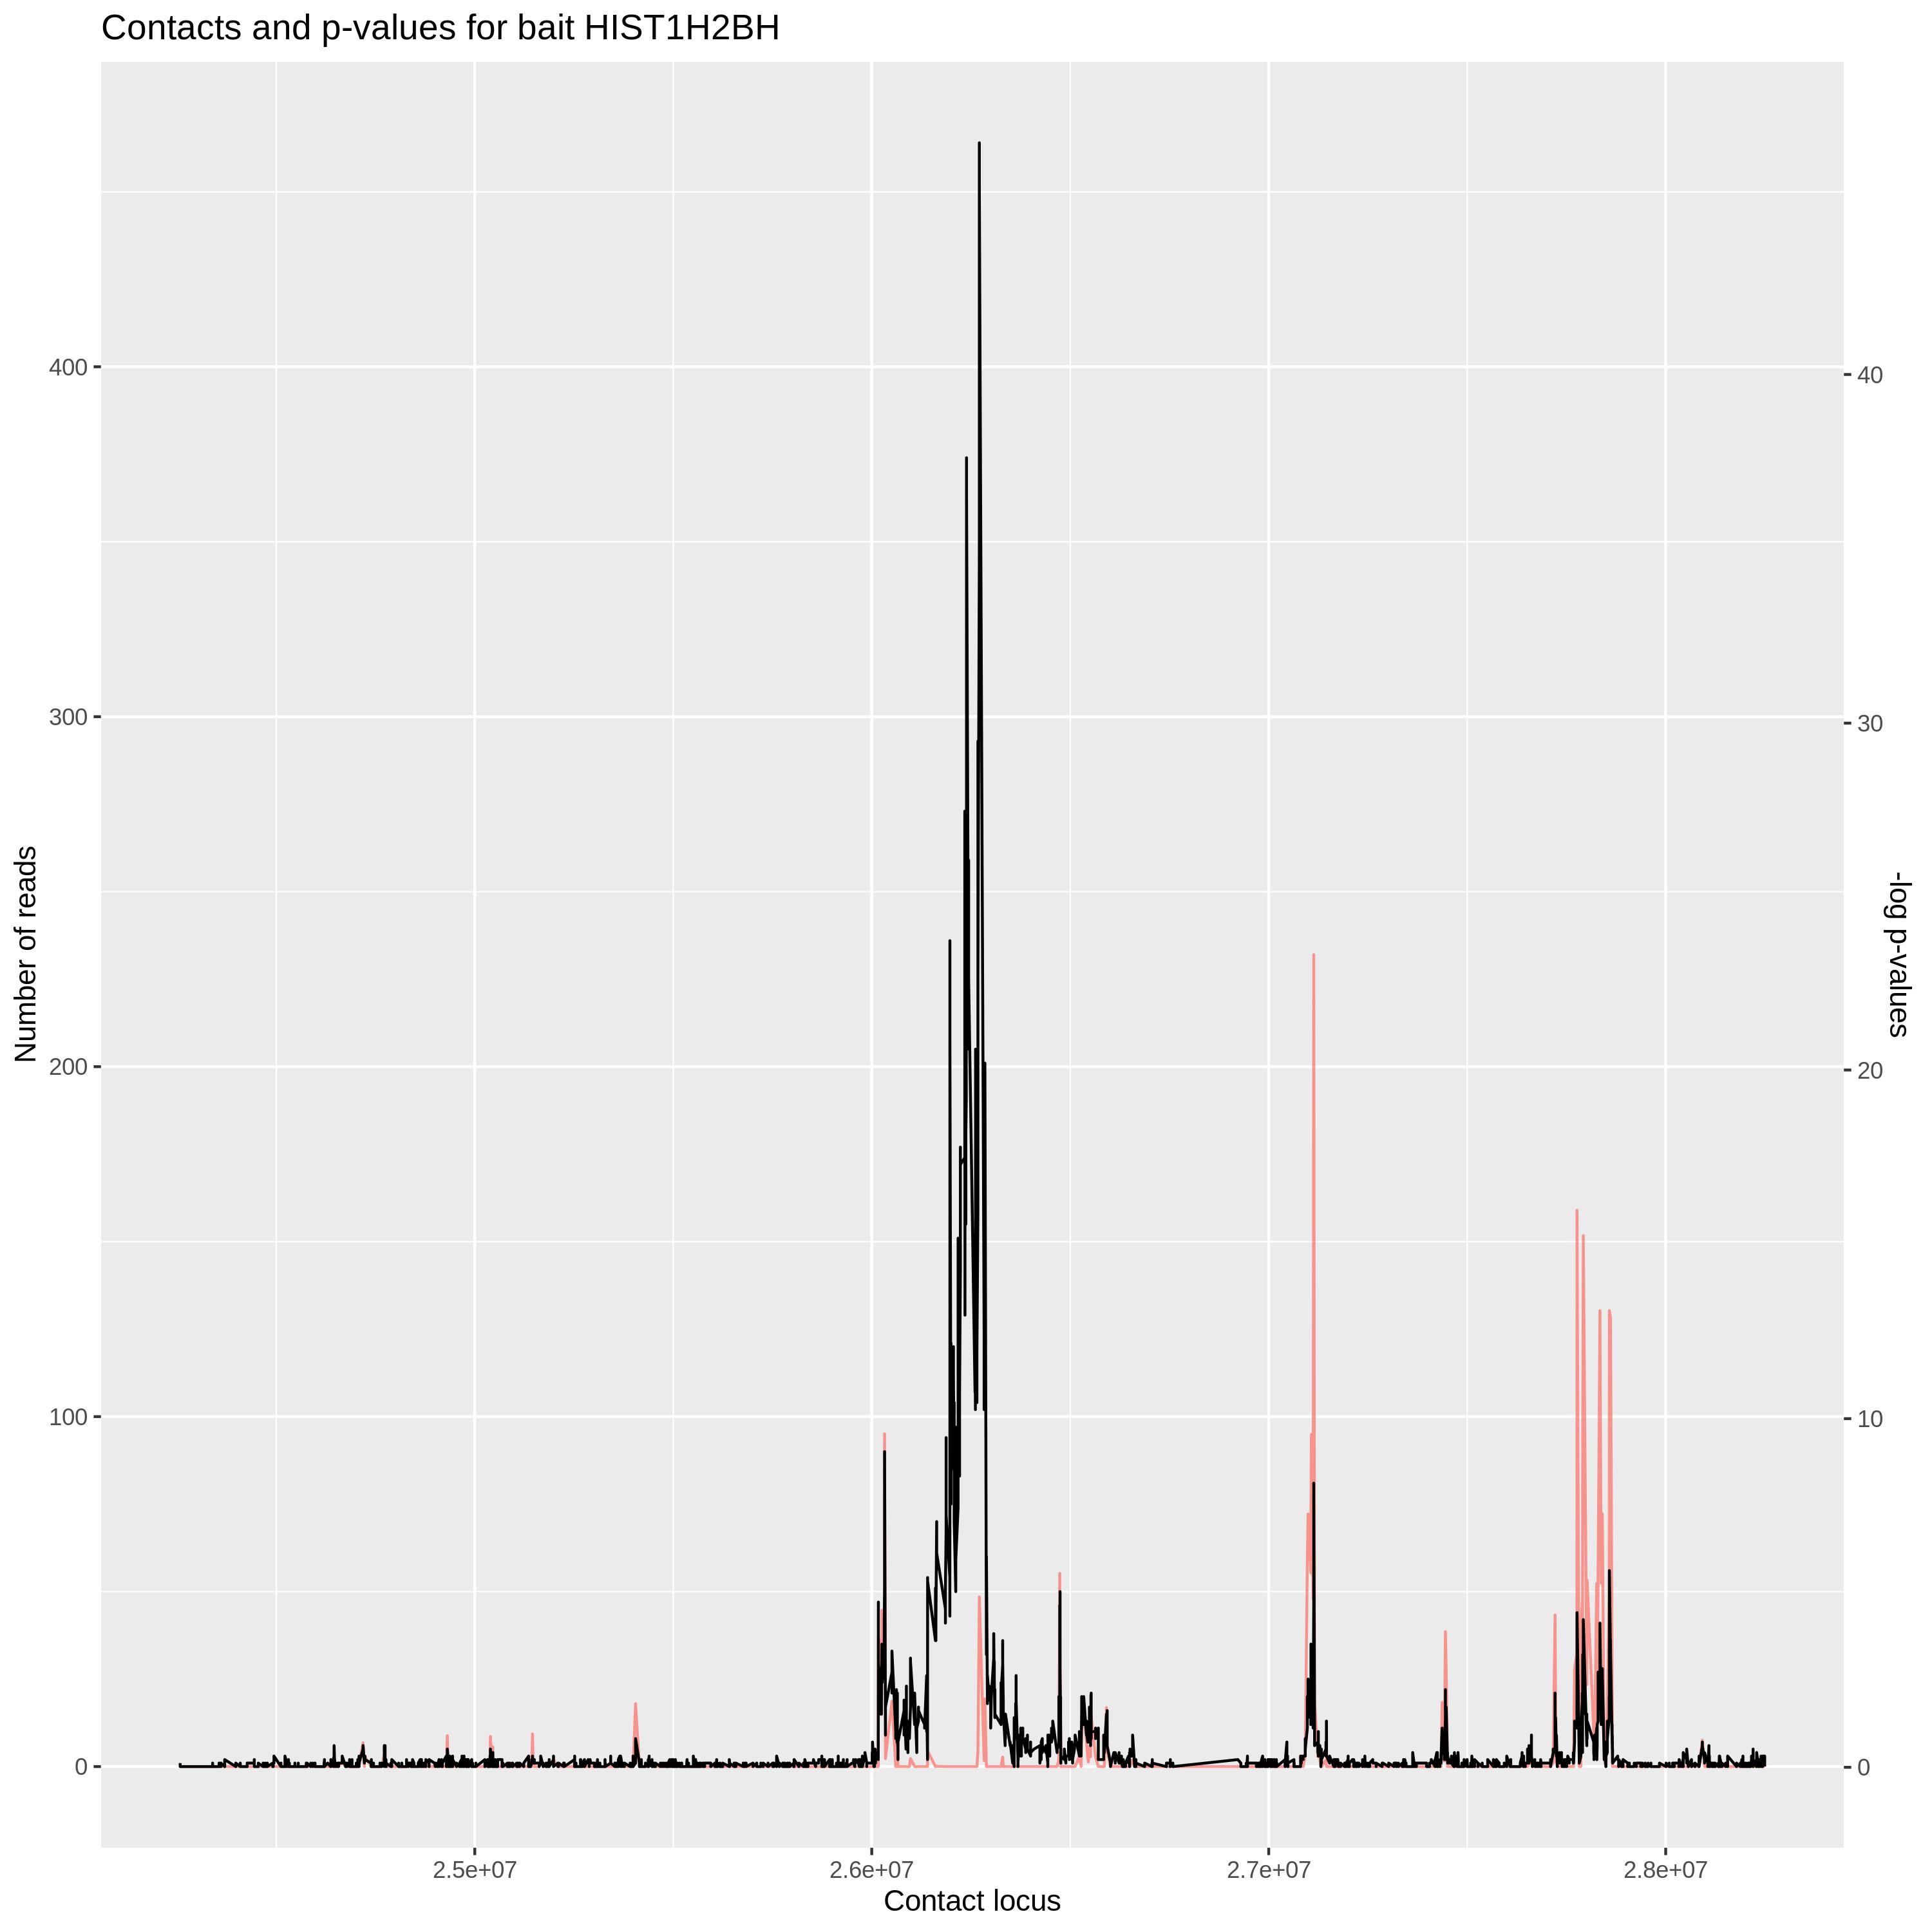 Contacts and p-values for bait HIST1H2BH
Number of reads
400
300
200
100
0
40
30
20
10
0
-log p-values
2.5e+07 2.6e+07 2.7e+07 2.8e+07
Contact locus